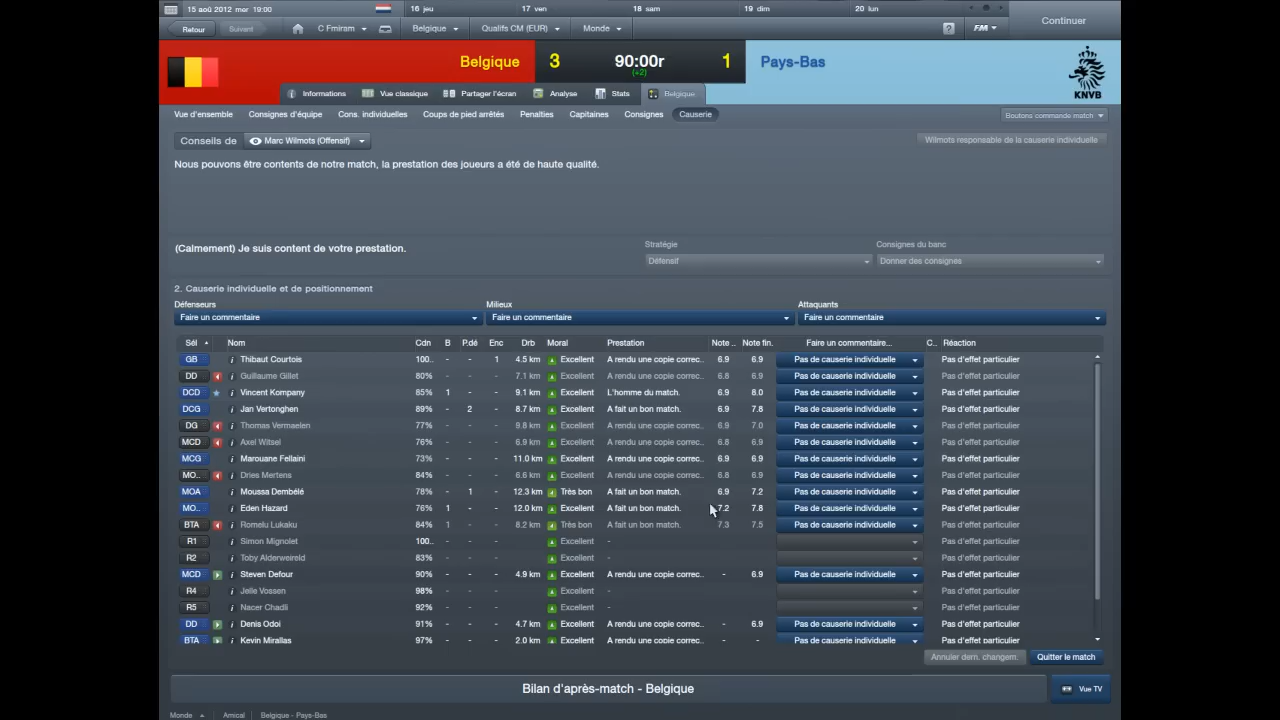 15 aoû 2012 mer 19:00 16 jeu 17 ven 18 sam 19 dim 20 lun
Retour Suivant C Fmiram Belgique Qualifs CM (EUR) Monde ? FM Continuer
Belgique 3 90:00r 1 Pays-Bas
(+2)
KNVB
Informations Vue classique Partager l'écran Analyse Stats Belgique
Vue d'ensemble Consignes d'équipe Cons. individuelles Coups de pied arrêtés Penalties Capitaines Consignes Causerie Boutons commande match
Conseils de Marc Wilmots (Offensif) Wilmots responsable de la causerie individuelle
Nous pouvons être contents de notre match, la prestation des joueurs a été de haute qualité.
(Calmement) Je suis content de votre prestation.
Stratégie Consignes du banc
Défensif Donner des consignes
2. Causerie individuelle et de positionnement
Défenseurs Milieux Attaquants
Faire un commentaire Faire un commentaire Faire un commentaire
Sél Nom Cdn B P.dé Enc Drb Moral Prestation Note .. Note fin. Faire un commentaire... C.. Réaction
GB i Thibaut Courtois 100.. - - 1 4.5 km Excellent A rendu une copie correc.. 6.9 6.9 Pas de causerie individuelle Pas d'effet particulier
DD i Guillaume Gillet 80% - - - 7.1 km Excellent A rendu une copie correc.. 6.8 6.9 Pas de causerie individuelle Pas d'effet particulier
DCD i Vincent Kompany 85% 1 - - 9.1 km Excellent L'homme du match. 6.9 8.0 Pas de causerie individuelle Pas d'effet particulier
DCG i Jan Vertonghen 89% - 2 - 8.7 km Excellent A fait un bon match. 6.9 7.8 Pas de causerie individuelle Pas d'effet particulier
DG i Thomas Vermaelen 77% - - - 9.8 km Excellent A rendu une copie correc.. 6.9 7.0 Pas de causerie individuelle Pas d'effet particulier
MCD i Axel Witsel 76% - - - 6.9 km Excellent A rendu une copie correc.. 6.8 6.9 Pas de causerie individuelle Pas d'effet particulier
MCG i Marouane Fellaini 73% - - - 11.0 km Excellent A rendu une copie correc.. 6.9 6.9 Pas de causerie individuelle Pas d'effet particulier
MO.. i Dries Mertens 84% - - - 6.6 km Excellent A rendu une copie correc.. 6.8 6.9 Pas de causerie individuelle Pas d'effet particulier
MOA i Moussa Dembélé 78% - 1 - 12.3 km Très bon A fait un bon match. 6.9 7.2 Pas de causerie individuelle Pas d'effet particulier
MO.. i Eden Hazard 76% 1 - - 12.0 km Excellent A fait un bon match. 7.2 7.8 Pas de causerie individuelle Pas d'effet particulier
BTA i Romelu Lukaku 84% 1 - - 8.2 km Très bon A fait un bon match. 7.3 7.5 Pas de causerie individuelle Pas d'effet particulier
R1 i Simon Mignolet 100.. - - - Excellent - Pas d'effet particulier
R2 i Toby Alderweireld 83% - - - Excellent - Pas d'effet particulier
MCD i Steven Defour 90% - - - 4.9 km Excellent A rendu une copie correc.. - 6.9 Pas de causerie individuelle Pas d'effet particulier
R4 i Jelle Vossen 98% - - - Excellent - Pas d'effet particulier
R5 i Nacer Chadli 92% - - - Excellent - Pas d'effet particulier
DD i Denis Odoi 91% - - - 4.7 km Excellent A rendu une copie correc.. - 6.9 Pas de causerie individuelle Pas d'effet particulier
BTA i Kevin Mirallas 97% - - - 2.0 km Excellent A rendu une copie correc.. - - Pas de causerie individuelle Pas d'effet particulier
Annuler dern. changem. Quitter le match
Bilan d'après-match - Belgique Vue TV
Monde Amical Belgique - Pays-Bas